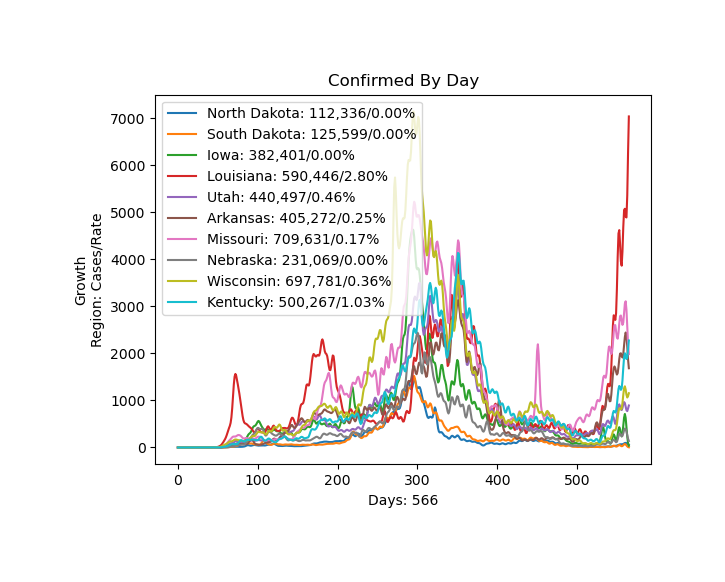 Confirmed By Day
7000
6000
5000
4000
3000
2000
1000
0
Growth
Region: Cases/Rate
North Dakota: 112,336/0.00%
South Dakota: 125,599/0.00%
Iowa: 382,401/0.00%
Louisiana: 590,446/2.80%
Utah: 440,497/0.46%
Arkansas: 405,272/0.25%
Missouri: 709,631/0.17%
Nebraska: 231,069/0.00%
Wisconsin: 697,781/0.36%
Kentucky: 500,267/1.03%
0 100 200 300 400 500
Days: 566